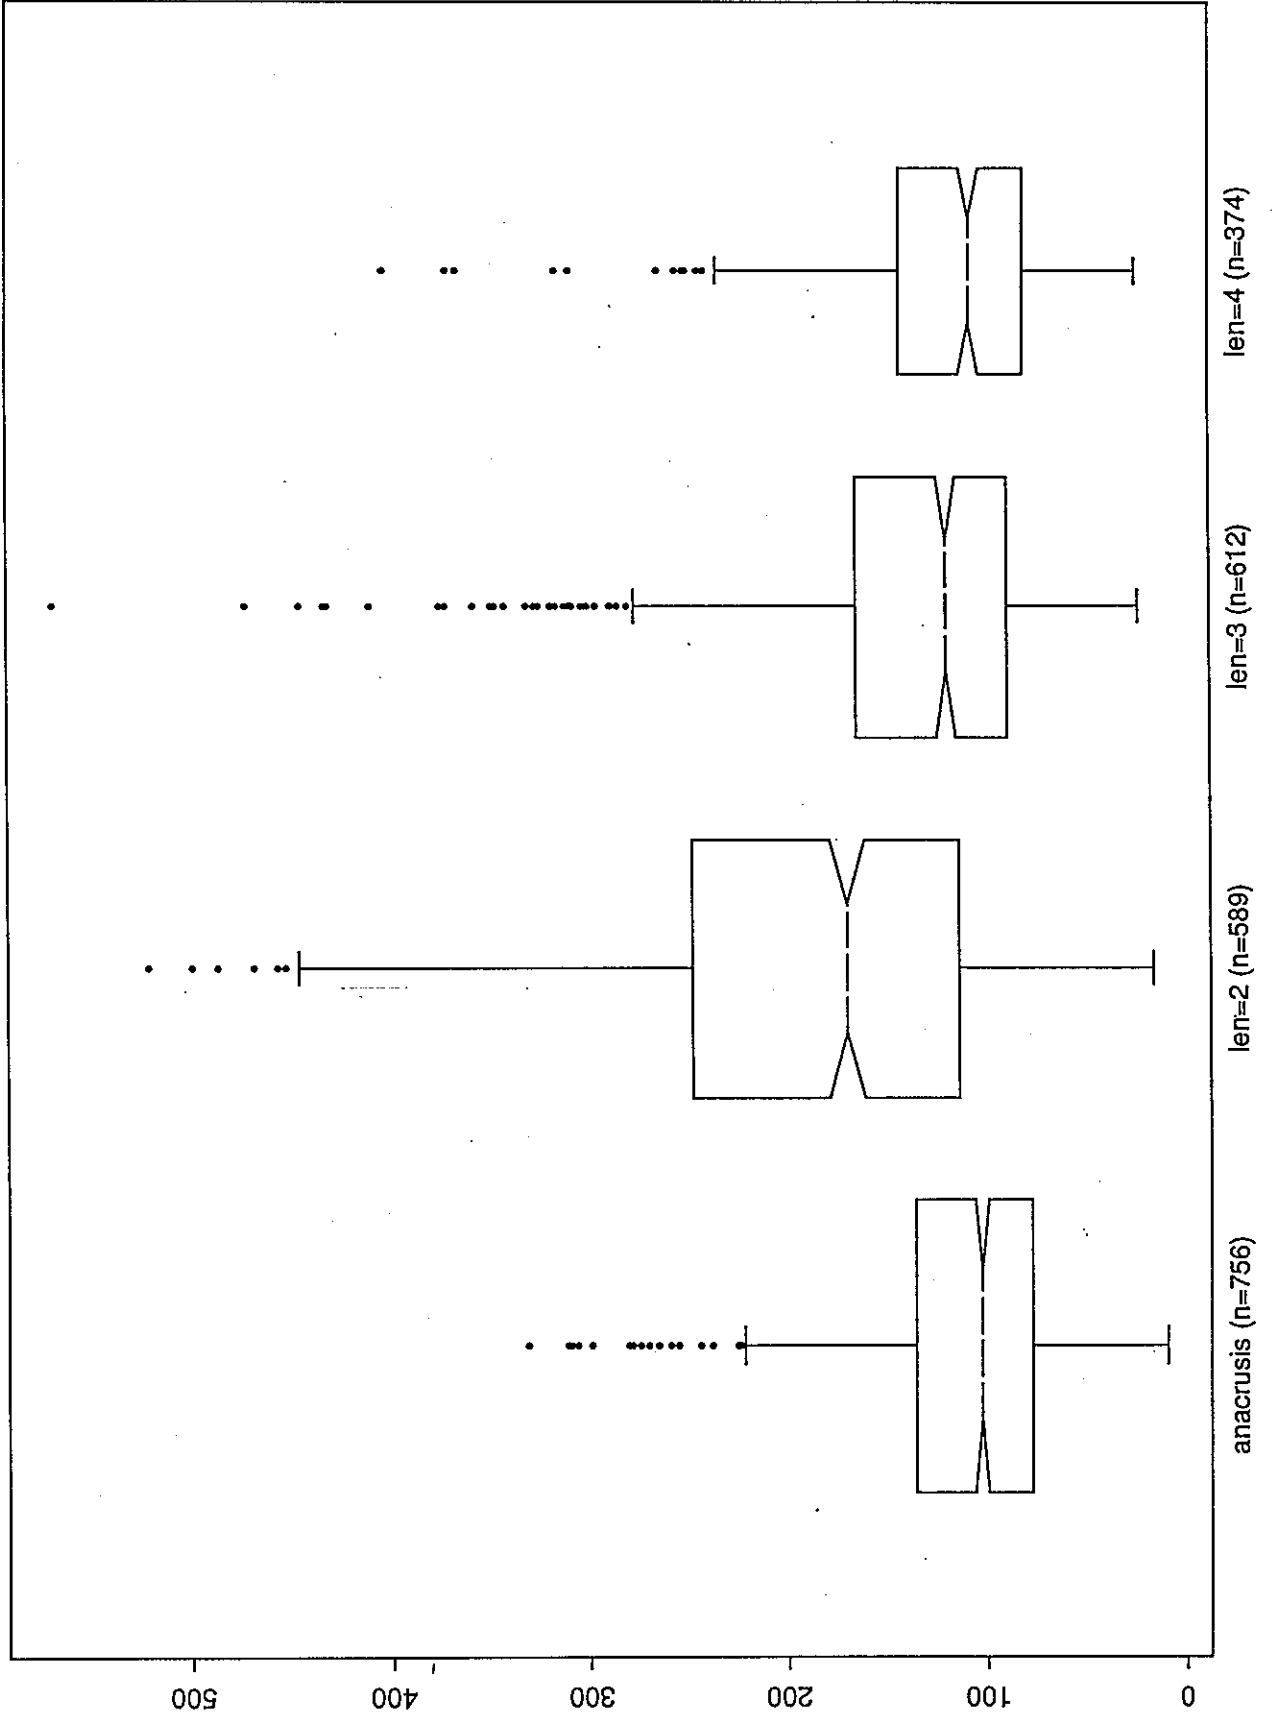 0
100
200
300
400
500
anacrusis (n=756)
len=2 (n=589)
len=3 (n=612)
len=4 (n=374)